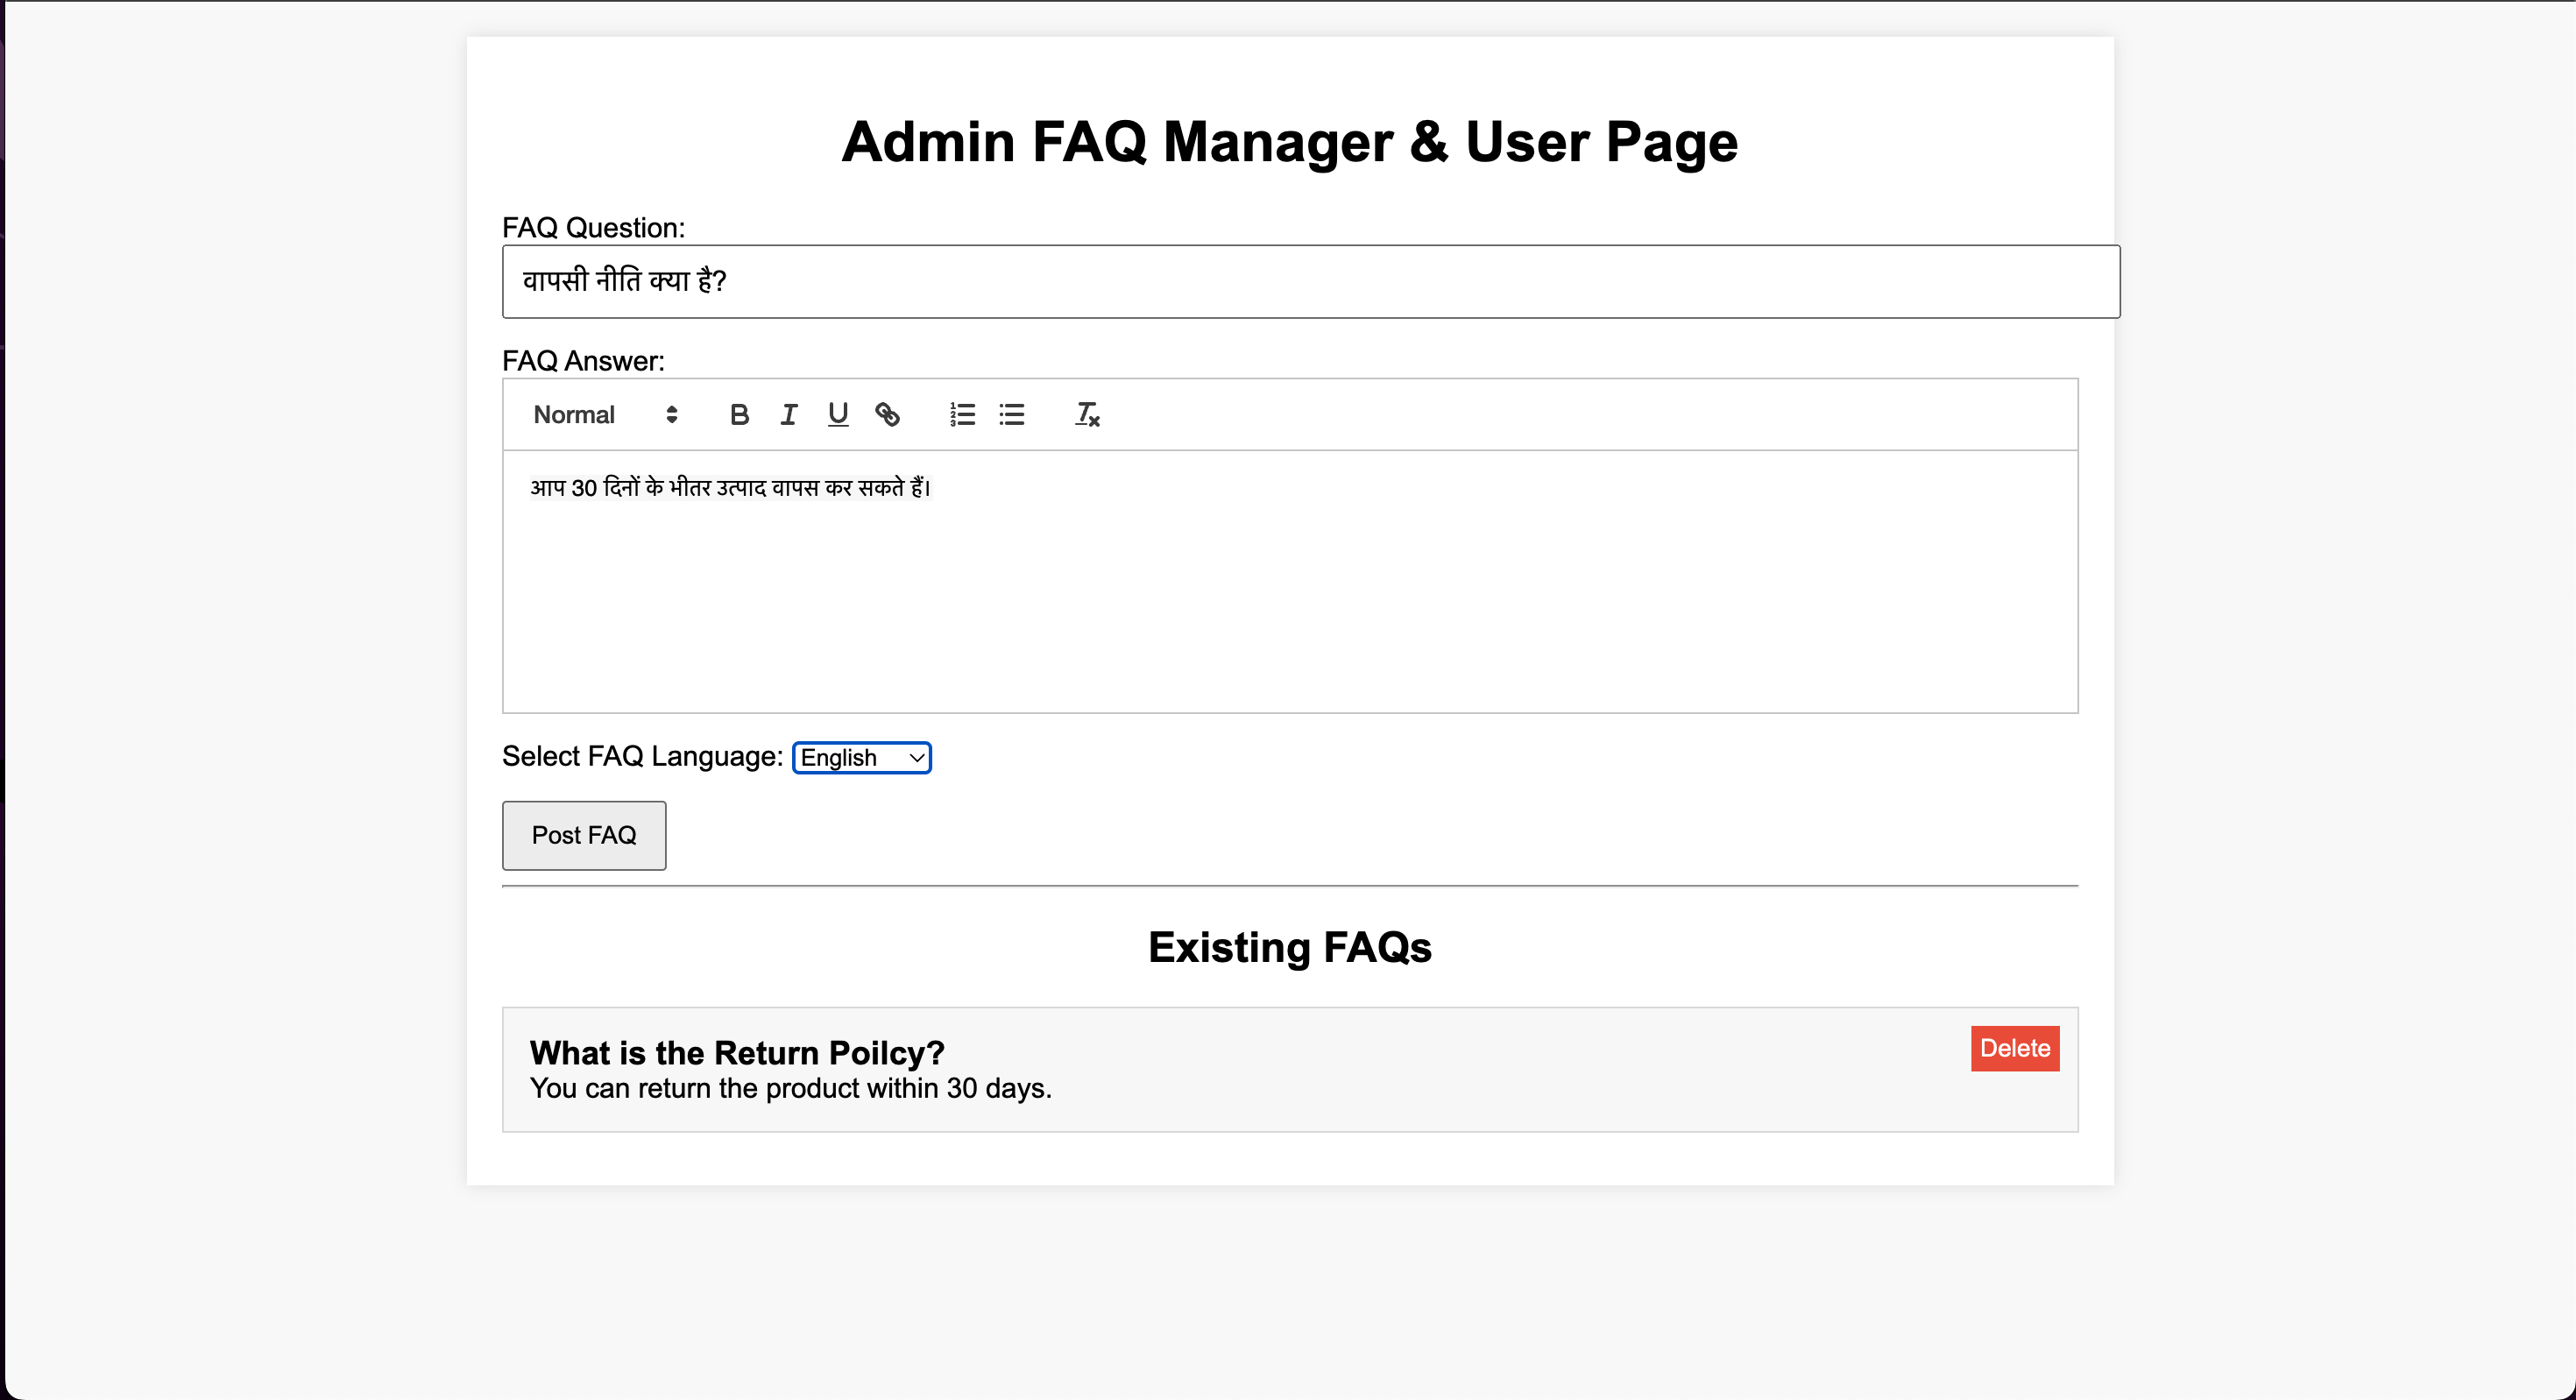 Admin FAQ Manager & User Page
FAQ Question:
वापसी नीति क्या है?
FAQ Answer:
Normal
आप 30 दिनों के भीतर उत्पाद वापस कर सकते हैं।
Select FAQ Language: English
Post FAQ
Existing FAQs
What is the Return Poilcy?
Delete
You can return the product within 30 days.